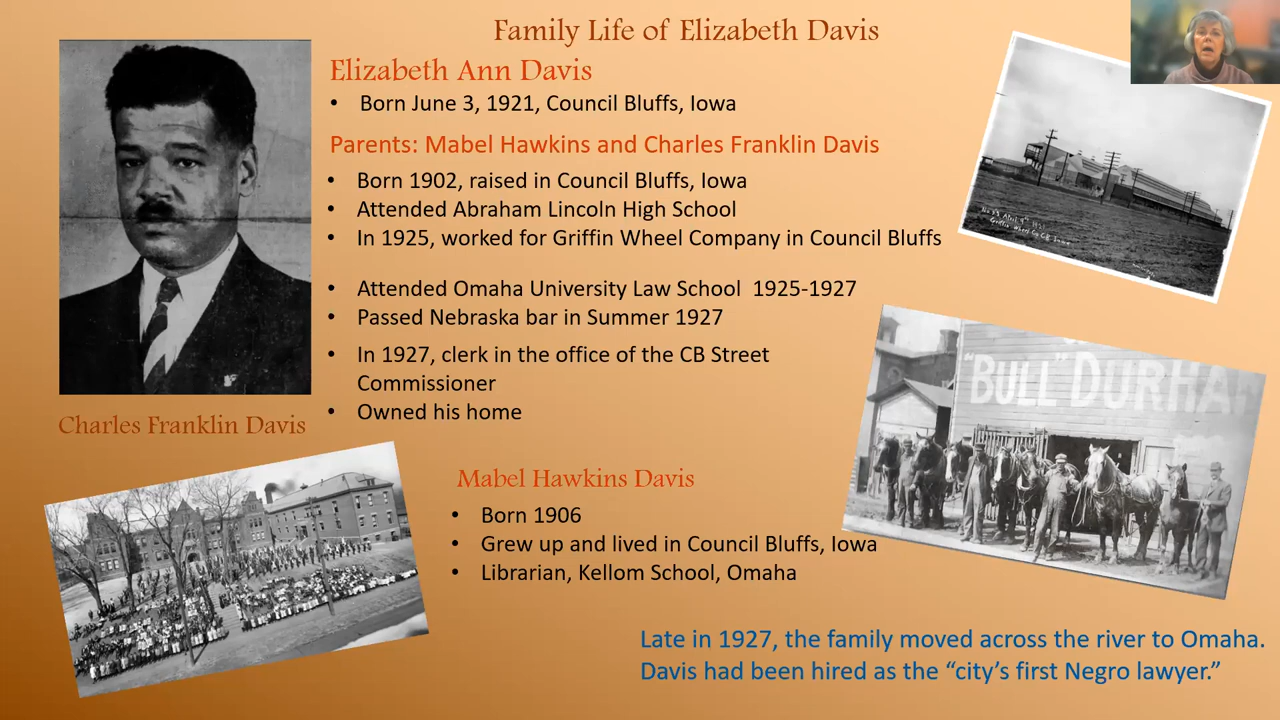 Family Life of Elizabeth Davis
Elizabeth Ann Davis
• Born June 3, 1921, Council Bluffs, Iowa
Parents: Mabel Hawkins and Charles Franklin Davis
• Born 1902, raised in Council Bluffs, Iowa
• Attended Abraham Lincoln High School
• In 1925, worked for Griffin Wheel Company in Council Bluffs
• Attended Omaha University Law School 1925-1927
• Passed Nebraska bar in Summer 1927
• In 1927, clerk in the office of the CB Street
Commissioner
• Owned his home
Charles Franklin Davis
Mabel Hawkins Davis
• Born 1906
• Grew up and lived in Council Bluffs, Iowa
• Librarian, Kellom School, Omaha
"BULL" DURHA
Late in 1927, the family moved across the river to Omaha.
Davis had been hired as the “city’s first Negro lawyer.”